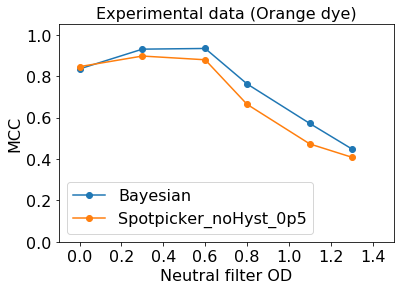 Experimental data (Orange dye)
MCC
1.0
0.8
0.6
0.4
0.2
0.0
Bayesian
Spotpicker_noHyst_0p5
0.0 0.2 0.4 0.6 0.8 1.0 1.2 1.4
Neutral filter OD